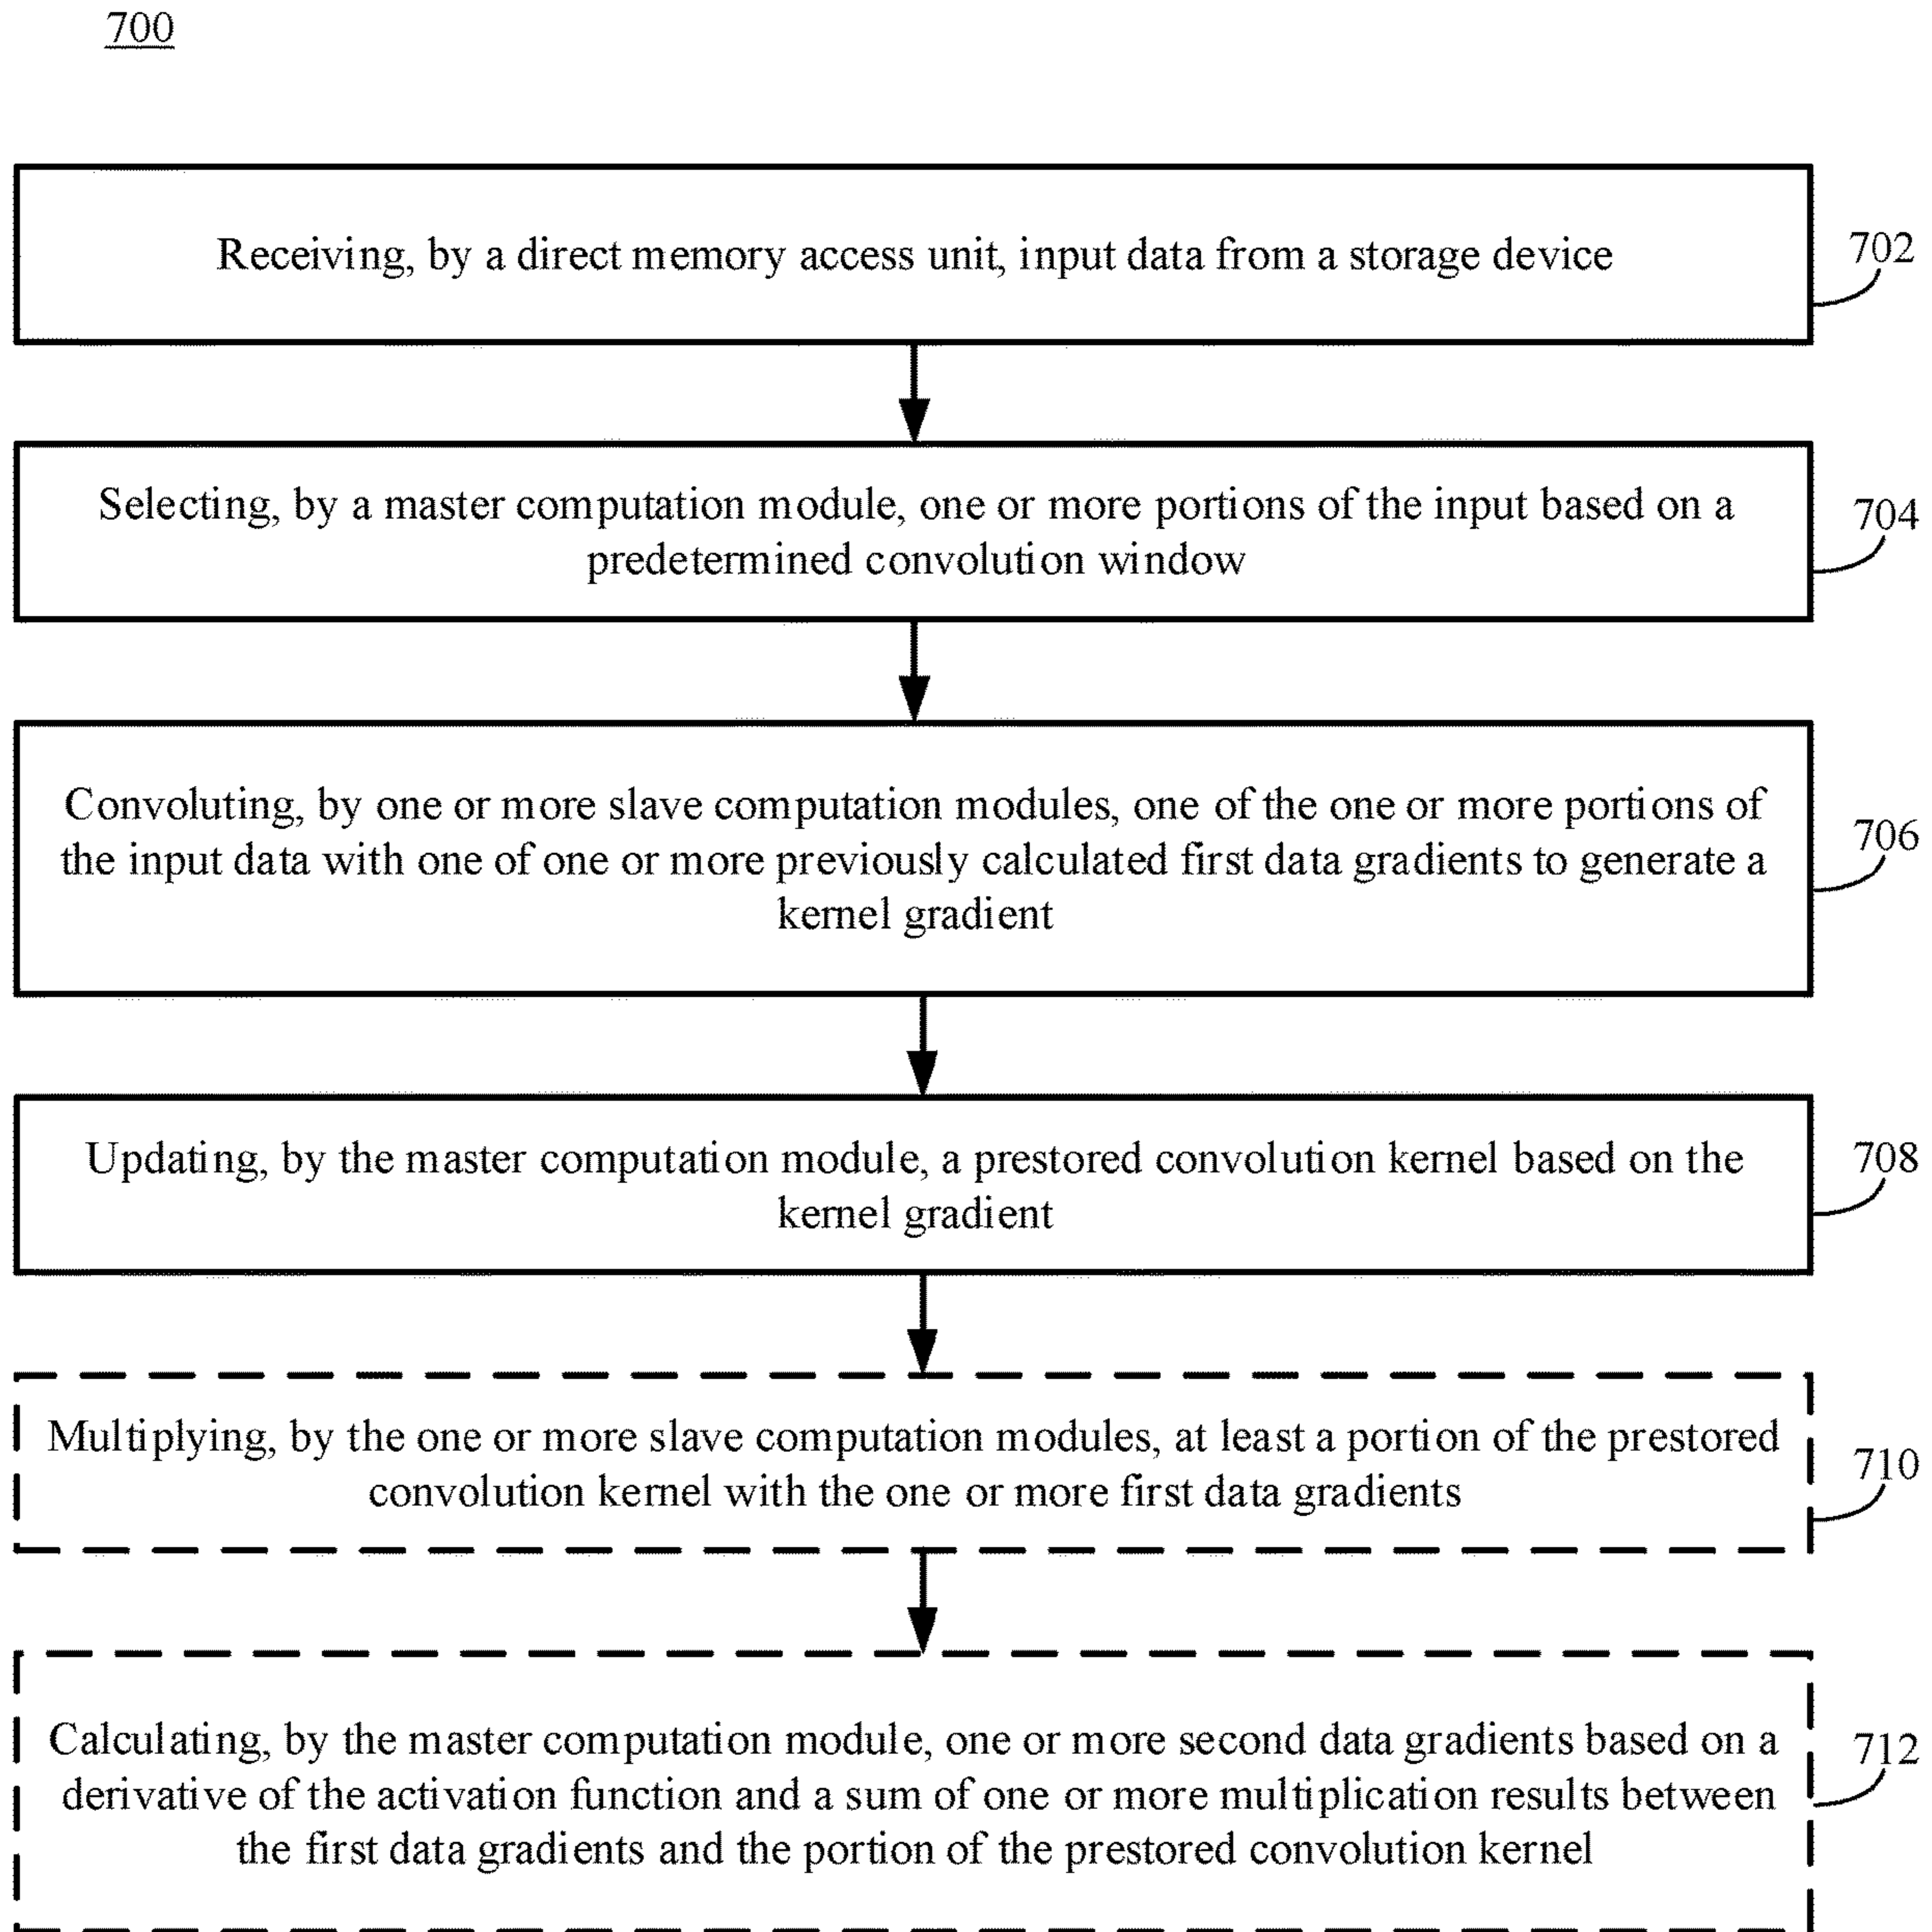 700
Receiving, by a direct memory access unit, input data from a storage device
702
Selecting, by a master computation module, one or more portions of the input based on a
predetermined convolution window
704
Convoluting, by one or more slave computation modules, one of the one or more portions of
the input data with one of one or more previously calculated first data gradients to generate a
kernel gradient
706
Updating, by the master computation module, a prestored convolution kernel based on the
kernel gradient
708
Multiplying, by the one or more slave computation modules, at least a portion of the prestored
convolution kernel with the one or more first data gradients
710
Calculating, by the master computation module, one or more second data gradients based on a
derivative of the activation function and a sum of one or more multiplication results between
the first data gradients and the portion of the prestored convolution kernel
712